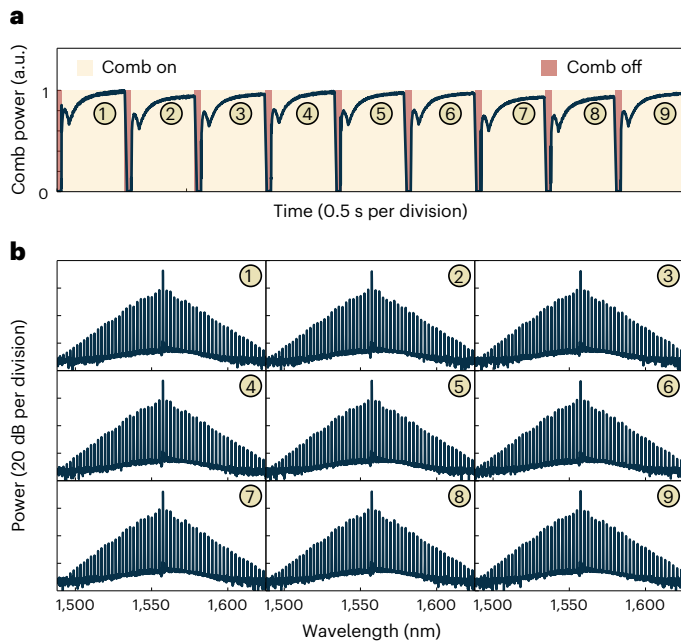 a
Comb power (a.u.)
1
0
Comb on
Comb off
1 2 3 4 5 6 7 8 9
Time (0.5 s per division)
b
Power (20 dB per division)
1 2 3
4 5 6
7 8 9
1,500 1,550 1,600 1,500 1,550 1,600 1,500 1,550 1,600
Wavelength (nm)